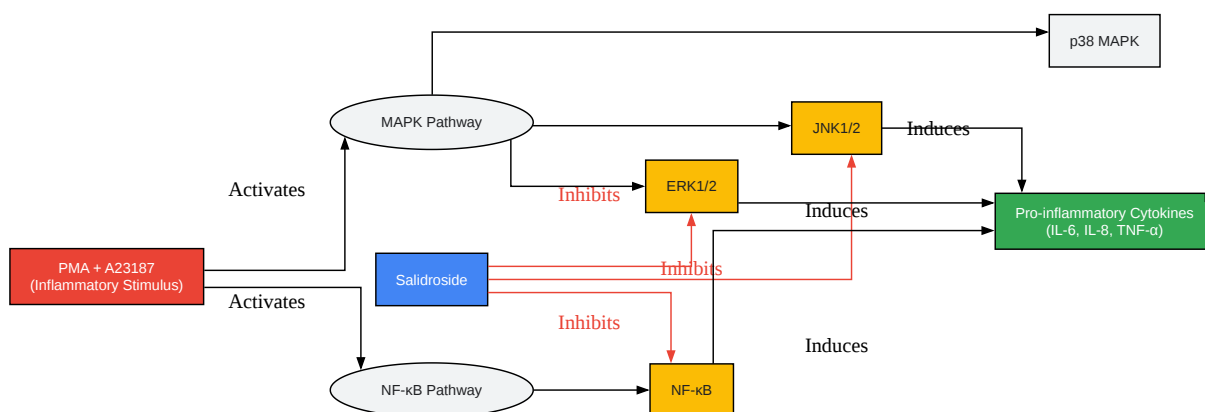 p38 MAPK
MAPK Pathway
JNK1/2
Induces
Activates
Inhibits
ERK1/2
Induces
Pro-inflammatory Cytokines
(IL-6, IL-8, TNF-α)
PMA + A23187
(Inflammatory Stimulus)
Salidroside
Inhibits
Activates
Inhibits
Induces
NF-κB Pathway
NF-κB